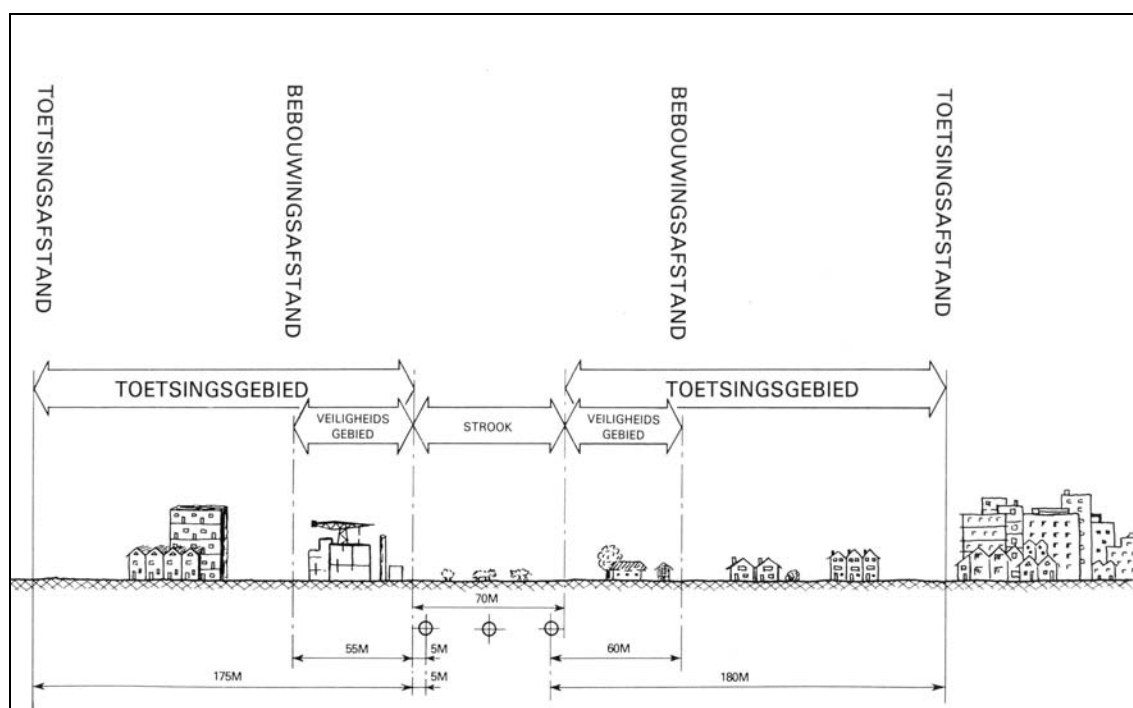 TOETSINGSAFSTAND
BEBOUWINGSAFSTAND
BEBOUWINGSAFSTAND
TOETSINGSAFSTAND
TOETSINGSGEBIED
TOETSINGSGEBIED
VEILIGHEIDS
GEBIED
STROOK
VEILIGHEIDS
GEBIED
70M
55M
5M
60M
175M
5M
180M